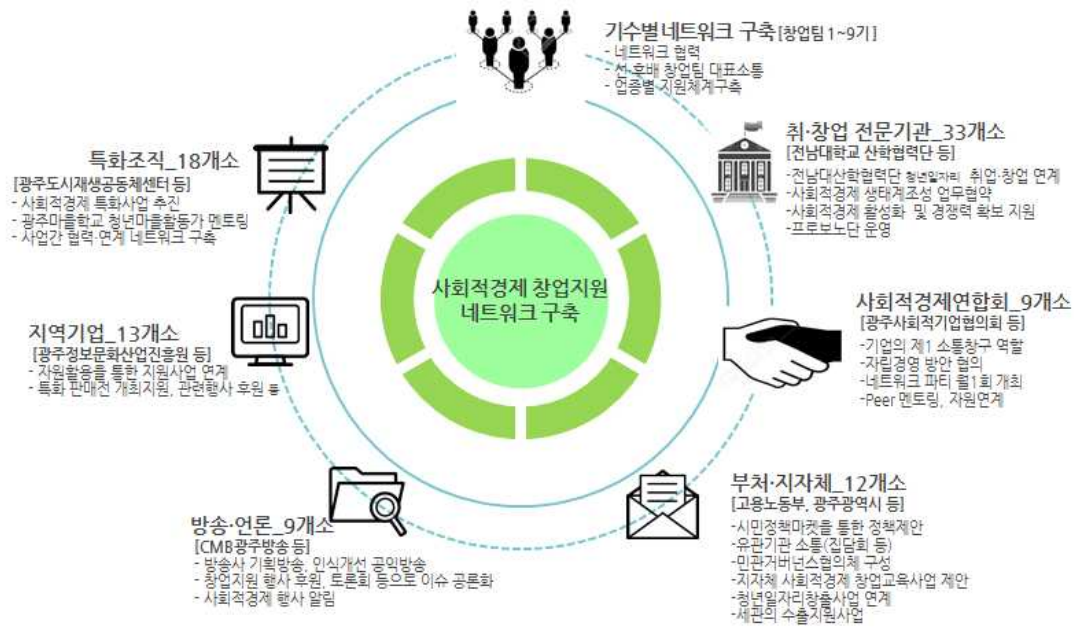 기수별 네트워크 구축[창업팀 1~9기]
- 네트워크 협력
- 선·후배 창업팀 대표소통
- 업종별 지원체계구축
취·창업 전문기관_33개소
[전남대학교 산학협력단 등]
-전남대산학협력단 청년일자리 취업·창업 연계
-사회적경제 생태계조성 업무협약
-사회적경제 활성화 및 경쟁력 확보 지원
-프로보노단 운영
사회적경제연합회_9개소
[광주사회적기업협의회 등]
-기업의 제1 소통창구 역할
-자립경영 방안 협의
-네트워크 파티 월1회 개최
-Peer 멘토링, 자원연계
부처·지자체_12개소
[고용노동부, 광주광역시 등]
-시민정책마켓을 통한 정책제안
-유관기관 소통(집담회 등)
-민관거버넌스협의체 구성
-지자체 사회적경제 창업교육사업 제안
-청년일자리창출사업 연계
-세관의 수출지원사업
방송·언론_9개소
[CMB광주방송 등]
- 방송사 기획방송, 인식개선 공익방송
- 창업지원 행사 후원, 토론회 등으로 이슈 공론화
- 사회적경제 행사 알림
지역기업_13개소
[광주정보문화산업진흥원 등]
- 자원활용을 통한 지원사업 연계
- 특화 판매전 개최지원, 관련행사 후원 등
특화조직_18개소
[광주도시재생공동체센터 등]
- 사회적경제 특화사업 추진
- 광주마을학교 청년마을활동가 멘토링
- 사업간 협력·연계 네트워크 구축
사회적경제 창업지원
네트워크 구축